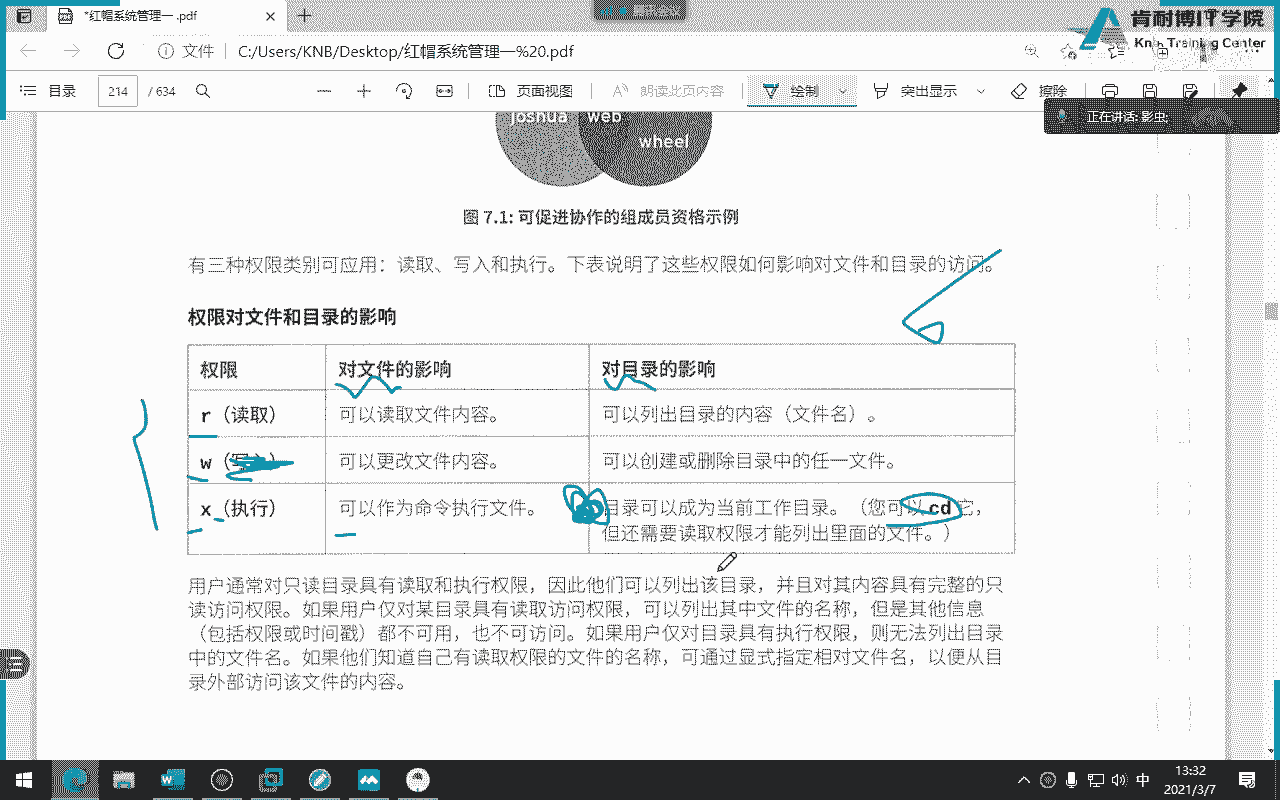 *红帽系统管理一 .pdf
肯耐博IT学院
Knb Training Center
文件 C:/Users/KNB/Desktop/红帽系统管理一%20.pdf
目录 214 / 634 页面视图 朗读此页内容 绘制 突出显示 擦除
正在讲话: 影虫;
joshua web
wheel
图 7.1: 可促进协作的组成员资格示例
有三种权限类别可应用：读取、写入和执行。下表说明了这些权限如何影响对文件和目录的访问。
权限对文件和目录的影响
权限 对文件的影响 对目录的影响
r（读取） 可以读取文件内容。 可以列出目录的内容（文件名）。
w（写入） 可以更改文件内容。 可以创建或删除目录中的任一文件。
x（执行） 可以作为命令执行文件。 目录可以成为当前工作目录。（您可以 cd 它，
但还需要读取权限才能列出里面的文件。）
用户通常对只读目录具有读取和执行权限，因此他们可以列出该目录，并且对其内容具有完整的只
读访问权限。如果用户仅对某目录具有读取访问权限，可以列出其中文件的名称，但是其他信息
（包括权限或时间戳）都不可用，也不可访问。如果用户仅对目录具有执行权限，则无法列出目录
中的文件名。如果他们知道自己有读取权限的文件的名称，可通过显式指定相对文件名，以便从目
录外部访问该文件的内容。
中
13:32
2021/3/7